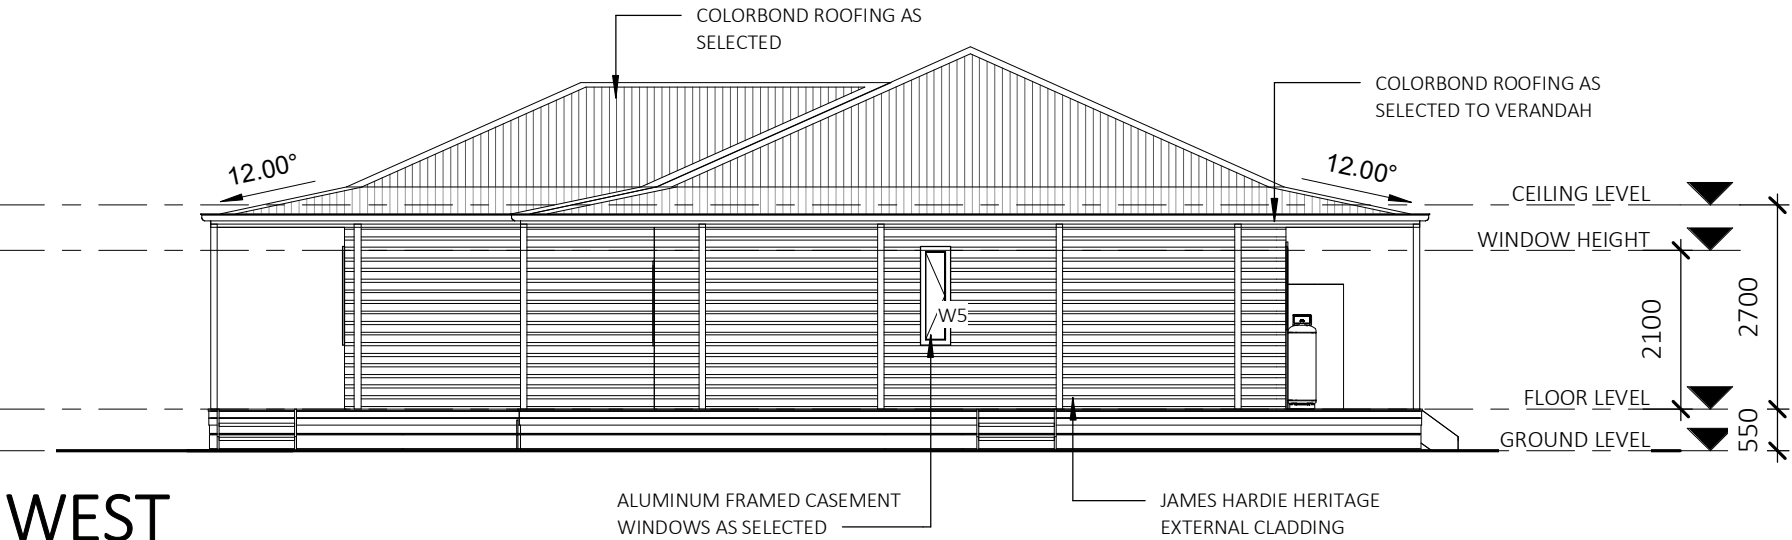 COLORBOND ROOFING AS
SELECTED
COLORBOND ROOFING AS
SELECTED TO VERANDAH
12.00°
12.00°
CEILING LEVEL
WINDOW HEIGHT
W5
2100
2700
FLOOR LEVEL
GROUND LEVEL
550
WEST
ALUMINUM FRAMED CASEMENT
WINDOWS AS SELECTED
JAMES HARDIE HERITAGE
EXTERNAL CLADDING